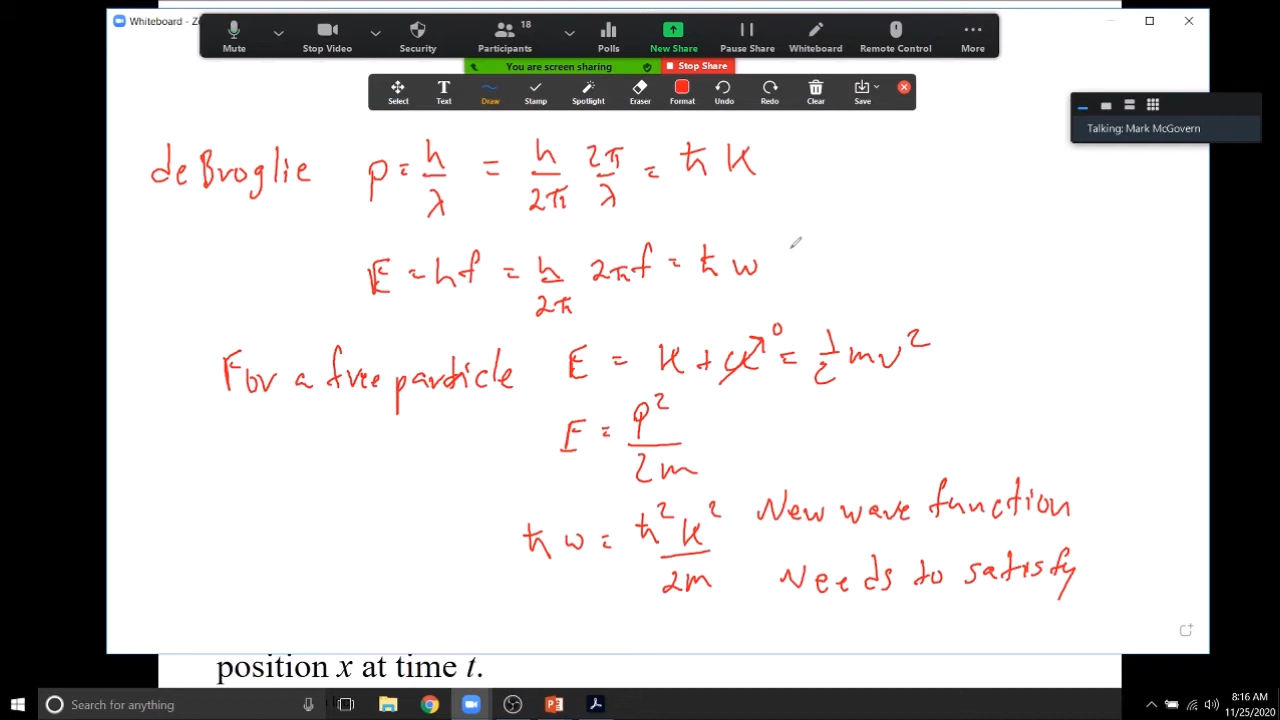 Whiteboard - Z
Mute
Stop Video
Security
18
Participants
Polls
New Share
Pause Share
Whiteboard
Remote Control
More
You are screen sharing
Stop Share
Select
Text
Draw
Stamp
Spotlight
Eraser
Format
Undo
Redo
Clear
Save
Talking: Mark McGovern
deBroglie p = h/λ = h/2π 2π/λ = ħ K
E = hf = h/2π 2πf = ħ w
For a free particle E = K + U↗0 = 1/2 mv²
E = p²/2m
ħ w = ħ²K²/2m New wave function
Needs to satisfy
position x at time t.
Search for anything
8:16 AM
11/25/2020